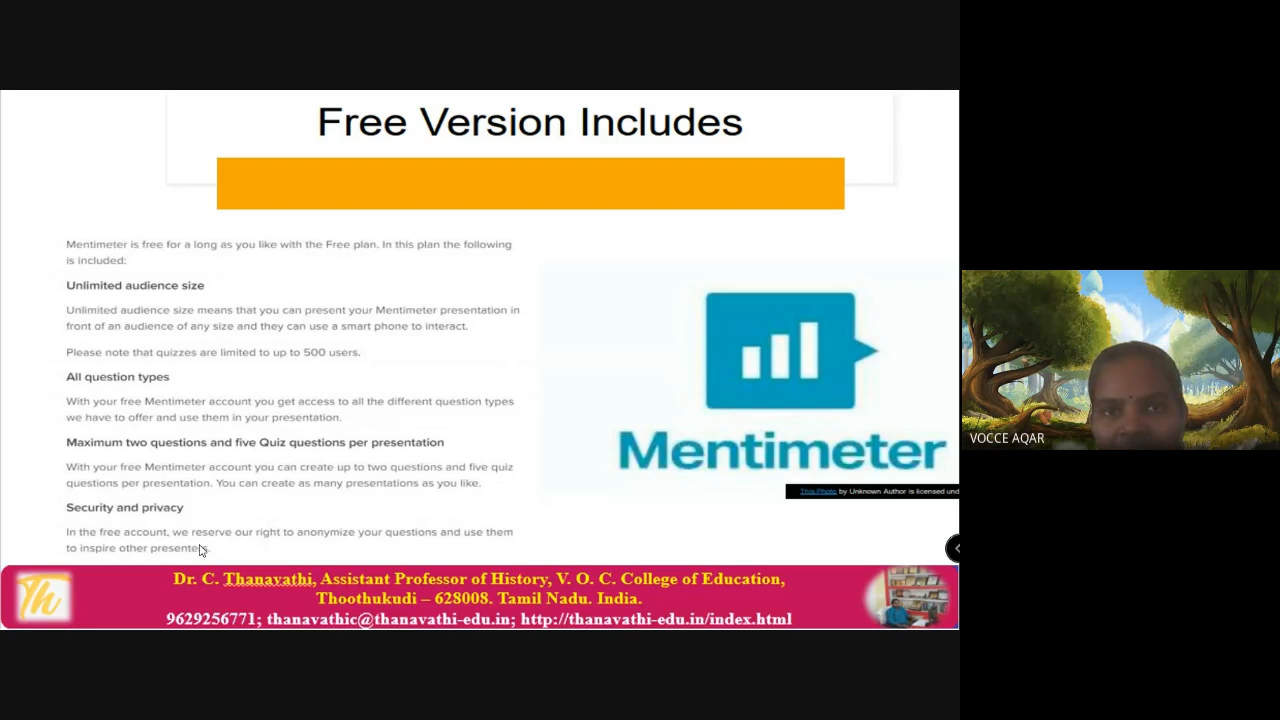 Free Version Includes
Mentimeter is free for a long as you like with the Free plan. In this plan the following
is included:
Unlimited audience size
Unlimited audience size means that you can present your Mentimeter presentation in
front of an audience of any size and they can use a smart phone to interact.
Please note that quizzes are limited to up to 500 users.
All question types
With your free Mentimeter account you get access to all the different question types
we have to offer and use them in your presentation.
Maximum two questions and five Quiz questions per presentation
With your free Mentimeter account you can create up to two questions and five quiz
questions per presentation. You can create as many presentations as you like.
Security and privacy
In the free account, we reserve our right to anonymize your questions and use them
to inspire other presenters.
Mentimeter
This Photo by Unknown Author is licensed und
Th
Dr. C. Thanavathi, Assistant Professor of History, V. O. C. College of Education,
Thoothukudi – 628008. Tamil Nadu. India.
9629256771; thanavathic@thanavathi-edu.in; http://thanavathi-edu.in/index.html
VOCCE AQAR